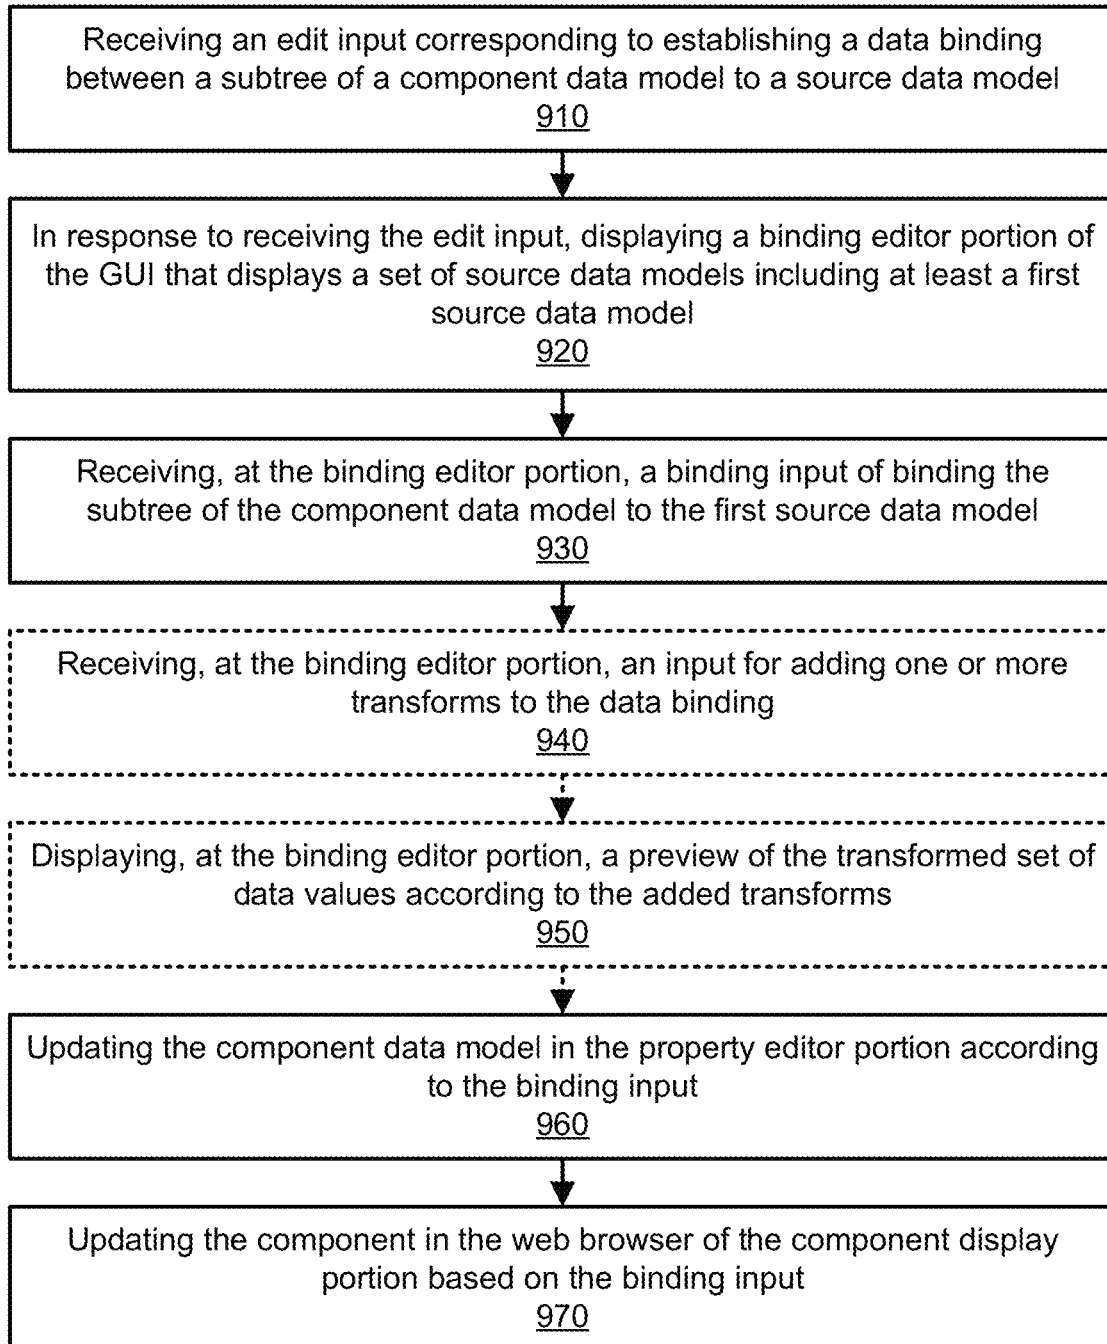 Receiving an edit input corresponding to establishing a data binding
between a subtree of a component data model to a source data model
910
In response to receiving the edit input, displaying a binding editor portion of
the GUI that displays a set of source data models including at least a first
source data model
920
Receiving, at the binding editor portion, a binding input of binding the
subtree of the component data model to the first source data model
930
Receiving, at the binding editor portion, an input for adding one or more
transforms to the data binding
940
Displaying, at the binding editor portion, a preview of the transformed set of
data values according to the added transforms
950
Updating the component data model in the property editor portion according
to the binding input
960
Updating the component in the web browser of the component display
portion based on the binding input
970